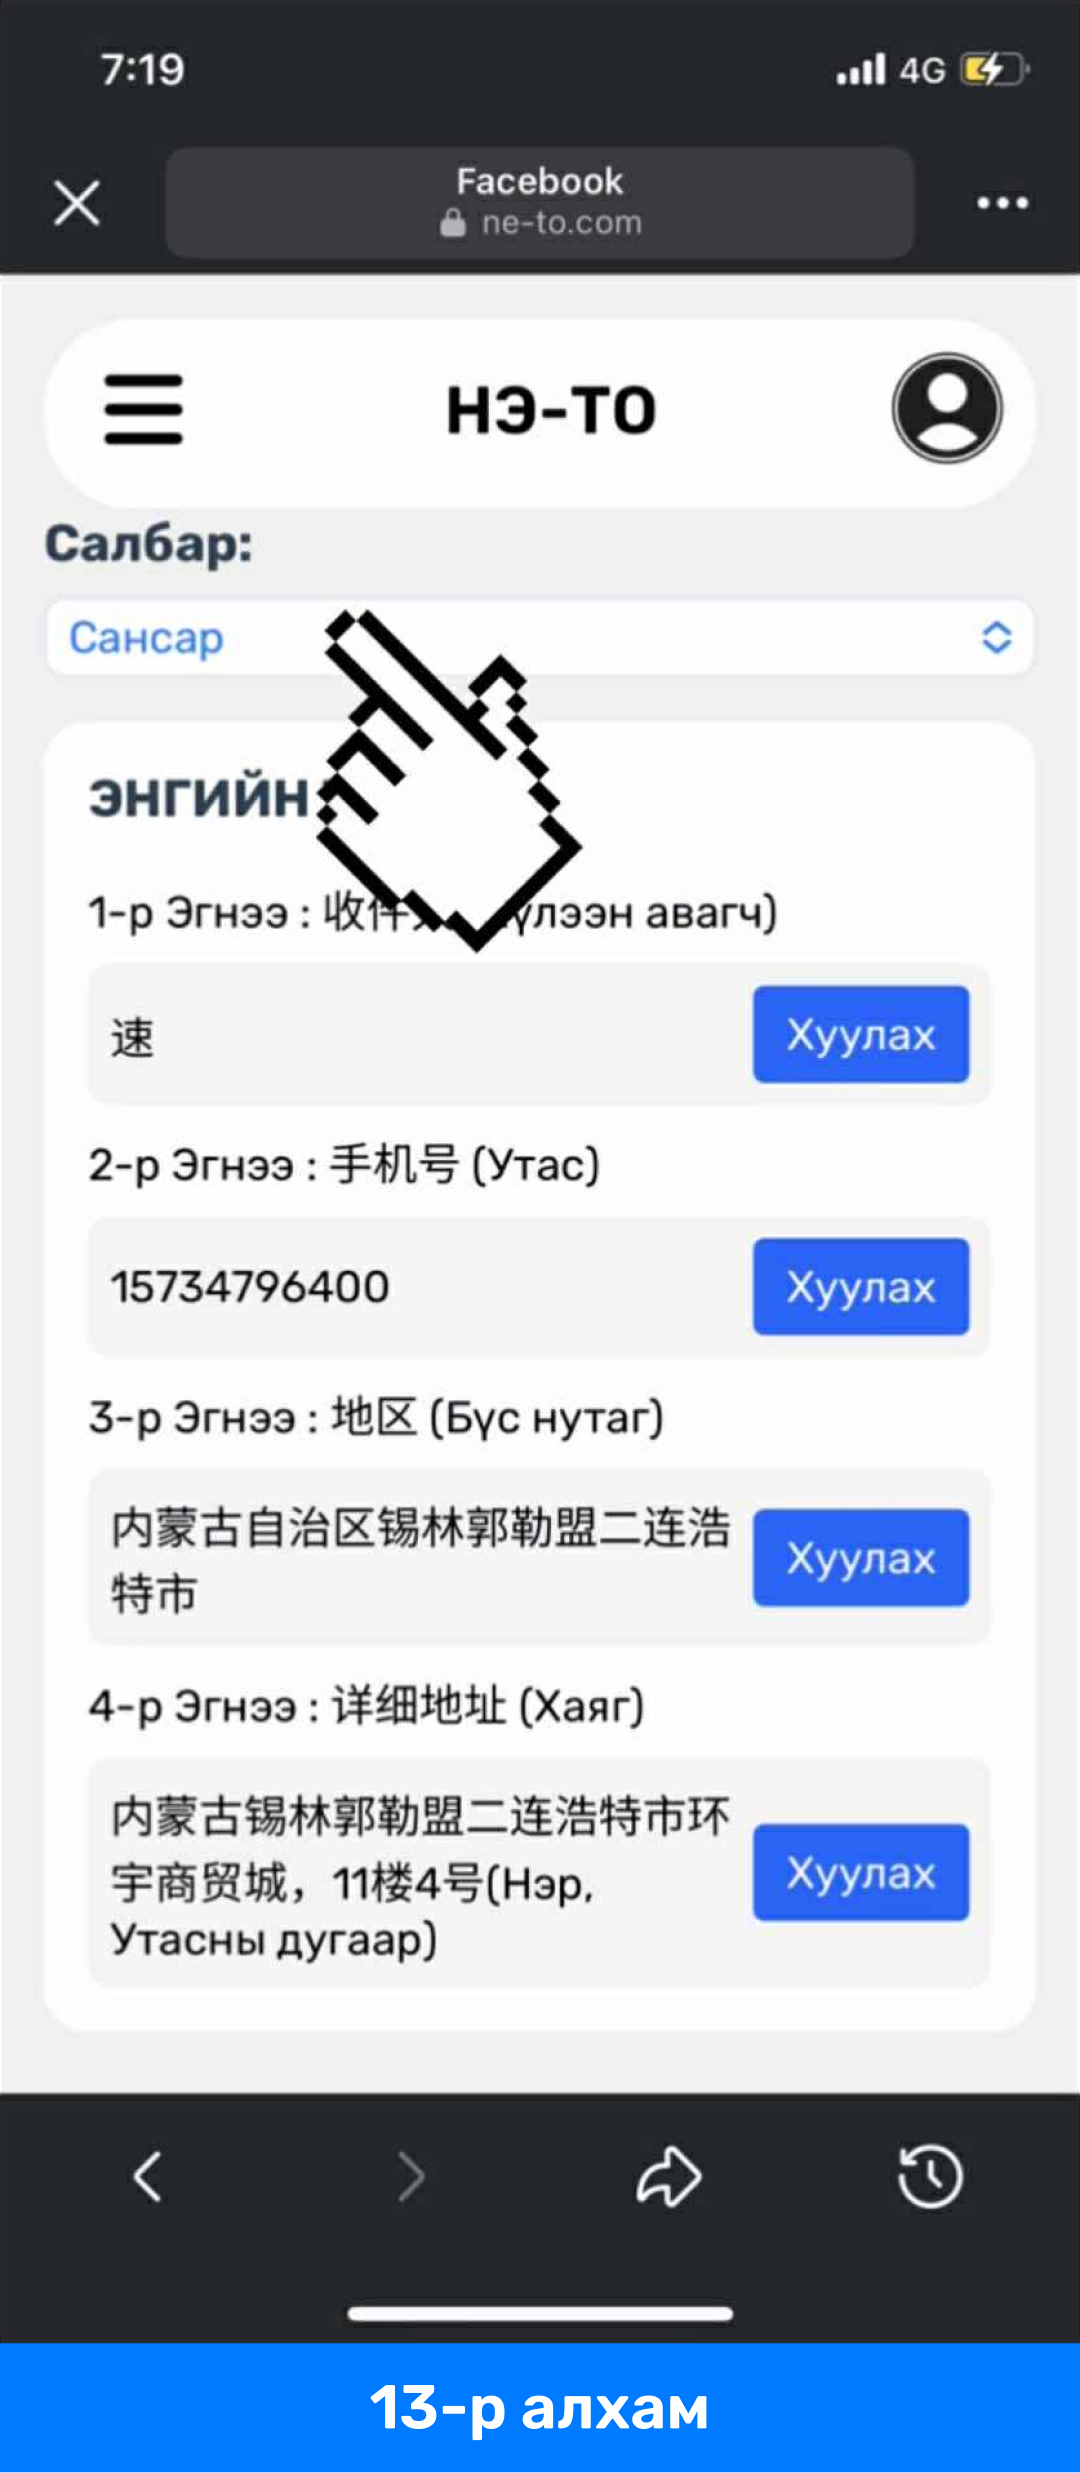 7:19
4G
Facebook
ne-to.com
НЭ-ТО
Салбар:
Сансар
ЭНГИЙН
1-р Эгнээ : 收件 үлээн авагч)
速
Хуулах
2-р Эгнээ : 手机号 (Утас)
15734796400
Хуулах
3-р Эгнээ : 地区 (Бүс нутаг)
内蒙古自治区锡林郭勒盟二连浩
特市
Хуулах
4-р Эгнээ : 详细地址 (Хаяг)
内蒙古锡林郭勒盟二连浩特市环
宇商贸城，11楼4号(Нэр,
Утасны дугаар)
Хуулах
13-р алхам